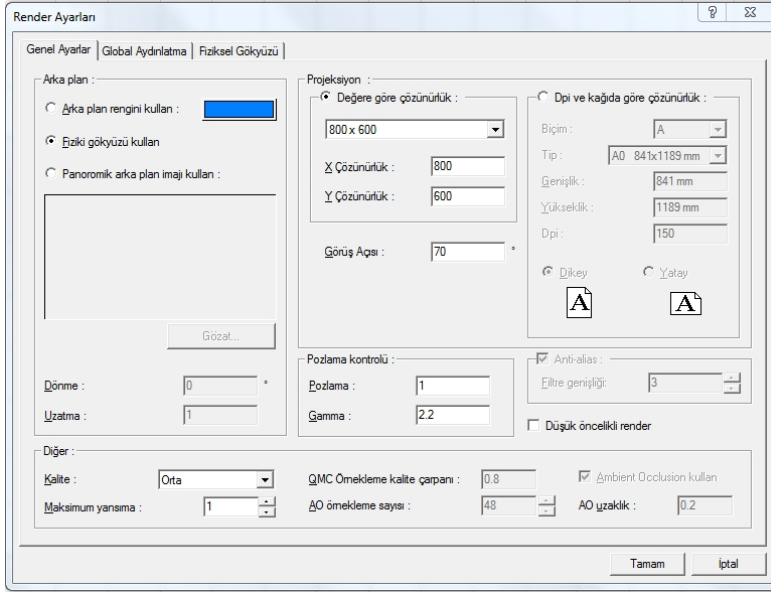 Render Ayarları
Genel Ayarlar Global Aydınlatma Fiziksel Gökyüzü
Arka plan :
Arka plan rengini kullan :
Fiziki gökyüzü kullan
Panoromik arka plan imajı kullan :
Gözat...
Dönme : 0 °
Uzatma : 1
Projeksiyon :
Değere göre çözünürlük :
800 x 600
X Çözünürlük : 800
Y Çözünürlük : 600
Görüş Açısı : 70 °
Dpi ve kağıda göre çözünürlük :
Biçim : A
Tip : A0 841x1189 mm
Genişlik : 841 mm
Yükseklik : 1189 mm
Dpi : 150
Dikey Yatay
A A
Pozlama kontrolü :
Pozlama : 1
Gamma : 2.2
Anti-alias :
Filtre genişliği: 3
Düşük öncelikli render
Diğer :
Kalite : Orta
Maksimum yansıma : 1
QMC Örnekleme kalite çarpanı : 0.8
AO örnekleme sayısı : 48
Ambient Occlusion kullan
AO uzaklık : 0.2
Tamam İptal